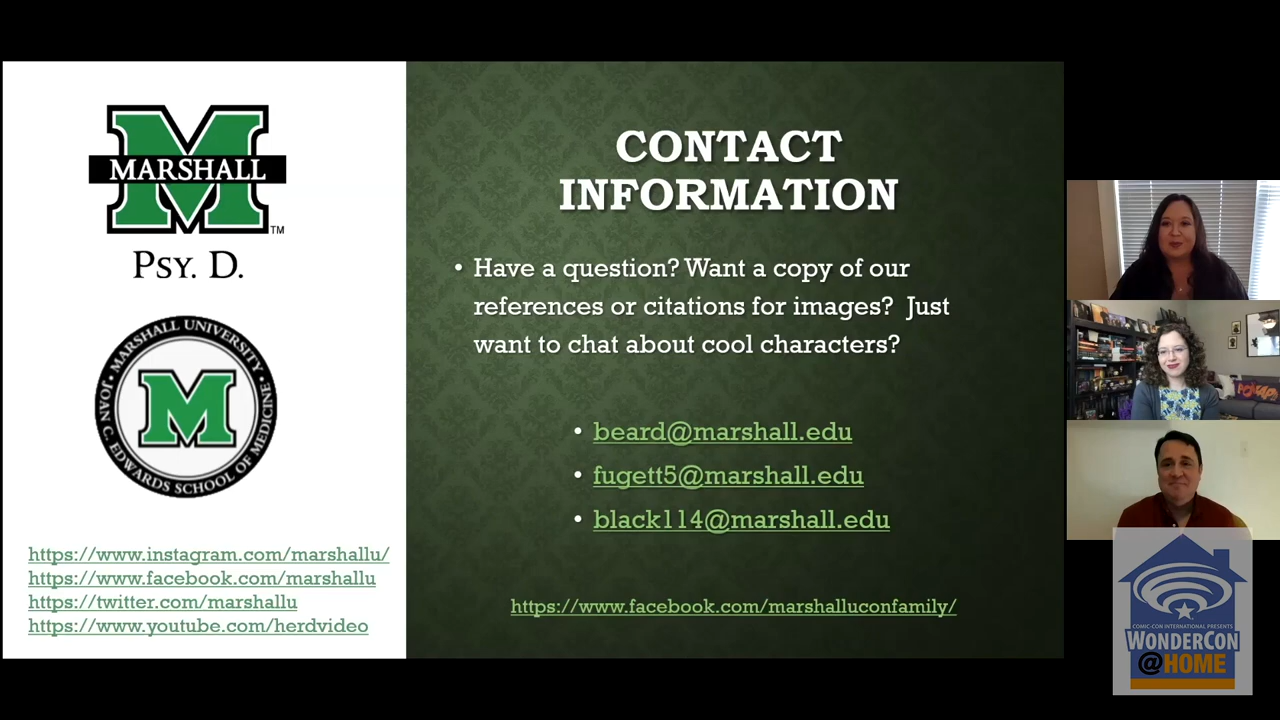 MARSHALL
TM
PSY. D.
MARSHALL UNIVERSITY
JOAN C. EDWARDS SCHOOL OF MEDICINE
https://www.instagram.com/marshallu/
https://www.facebook.com/marshallu
https://twitter.com/marshallu
https://www.youtube.com/herdvideo
CONTACT
INFORMATION
• Have a question? Want a copy of our
references or citations for images? Just
want to chat about cool characters?
• beard@marshall.edu
• fugett5@marshall.edu
• black114@marshall.edu
https://www.facebook.com/marshalluconfamily/
COMIC-CON INTERNATIONAL PRESENTS
WONDERCON
@HOME